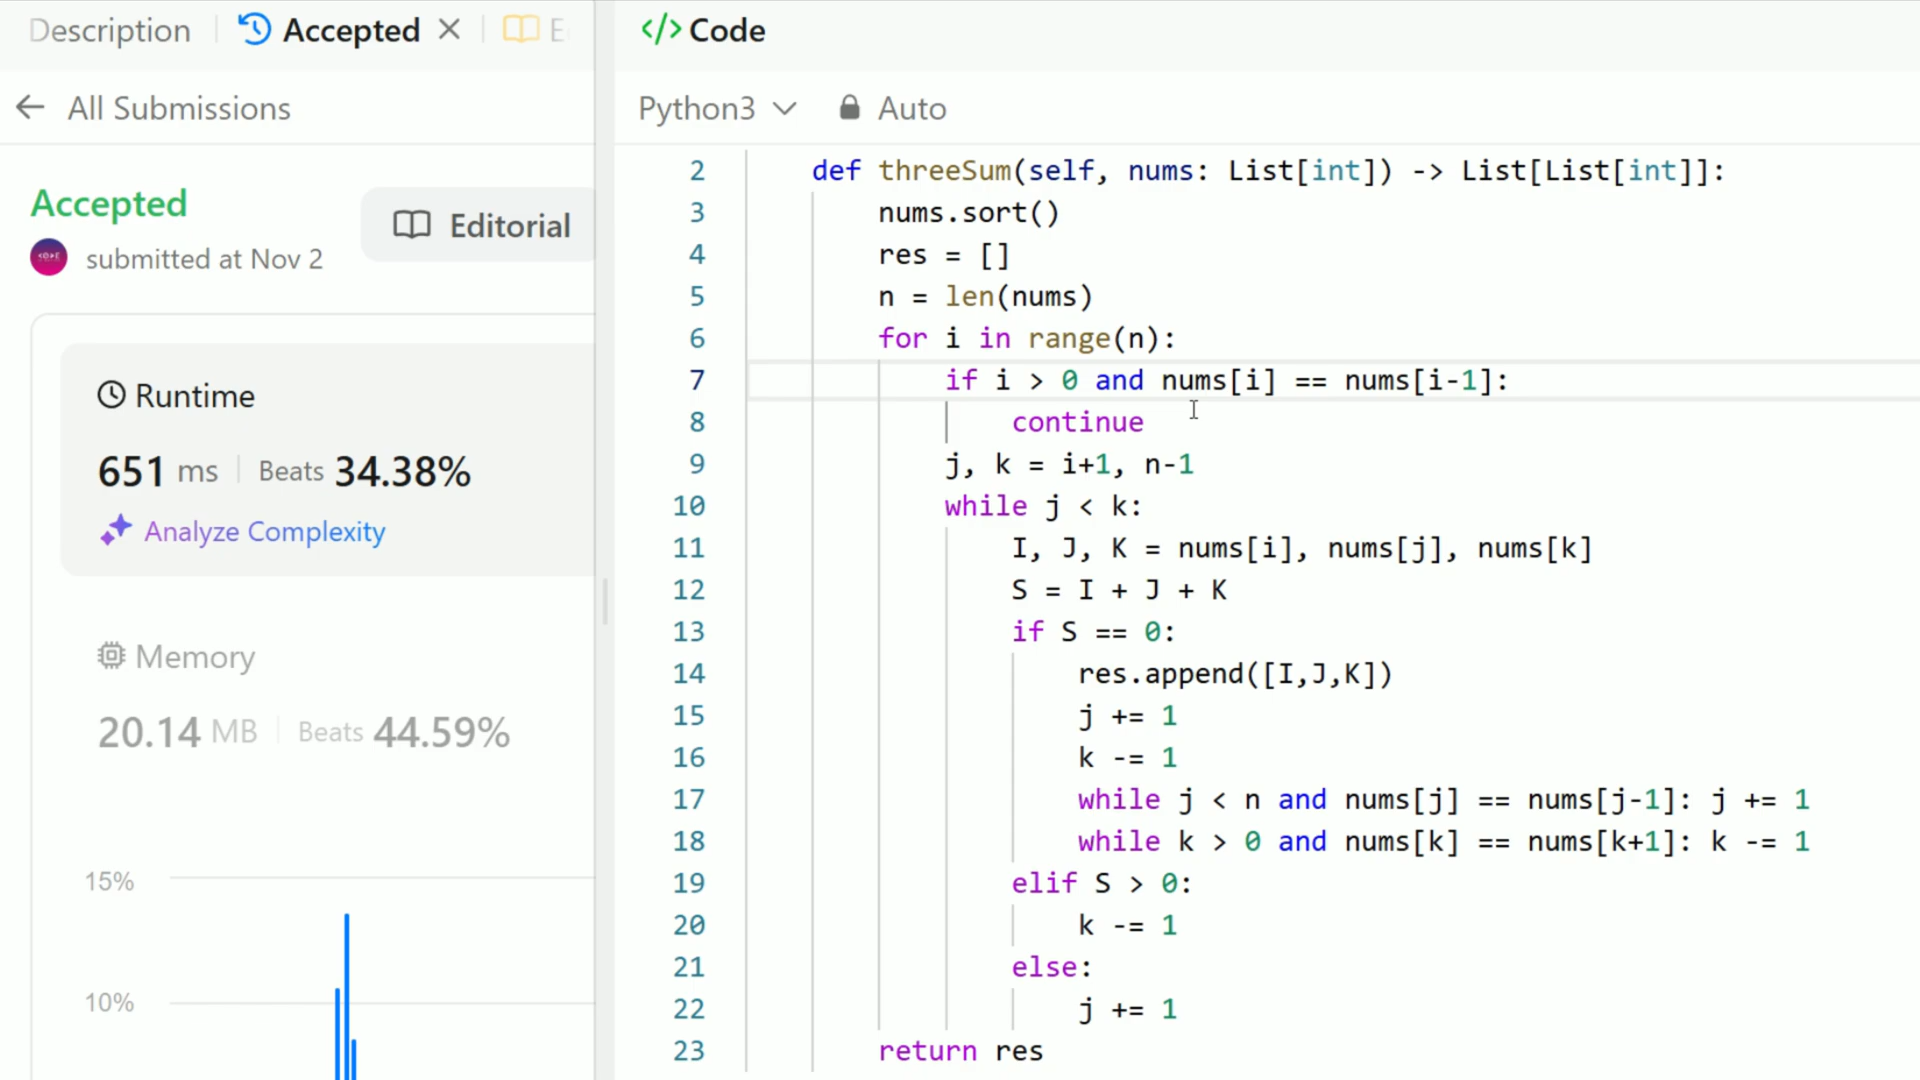 Description
Accepted
All Submissions
Accepted
Editorial
submitted at Nov 2
Runtime
651 ms
Beats 34.38%
Analyze Complexity
Memory
20.14 MB
Beats 44.59%
15%
10%
</> Code
Python3
Auto
2 def threeSum(self, nums: List[int]) -> List[List[int]]:
3 nums.sort()
4 res = []
5 n = len(nums)
6 for i in range(n):
7 if i > 0 and nums[i] == nums[i-1]:
8 continue
9 j, k = i+1, n-1
10 while j < k:
11 I, J, K = nums[i], nums[j], nums[k]
12 S = I + J + K
13 if S == 0:
14 res.append([I,J,K])
15 j += 1
16 k -= 1
17 while j < n and nums[j] == nums[j-1]: j += 1
18 while k > 0 and nums[k] == nums[k+1]: k -= 1
19 elif S > 0:
20 k -= 1
21 else:
22 j += 1
23 return res